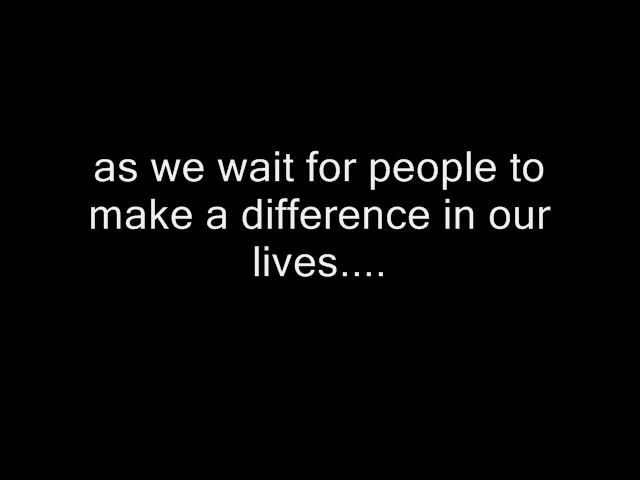 as we wait for people to
make a difference in our
lives....